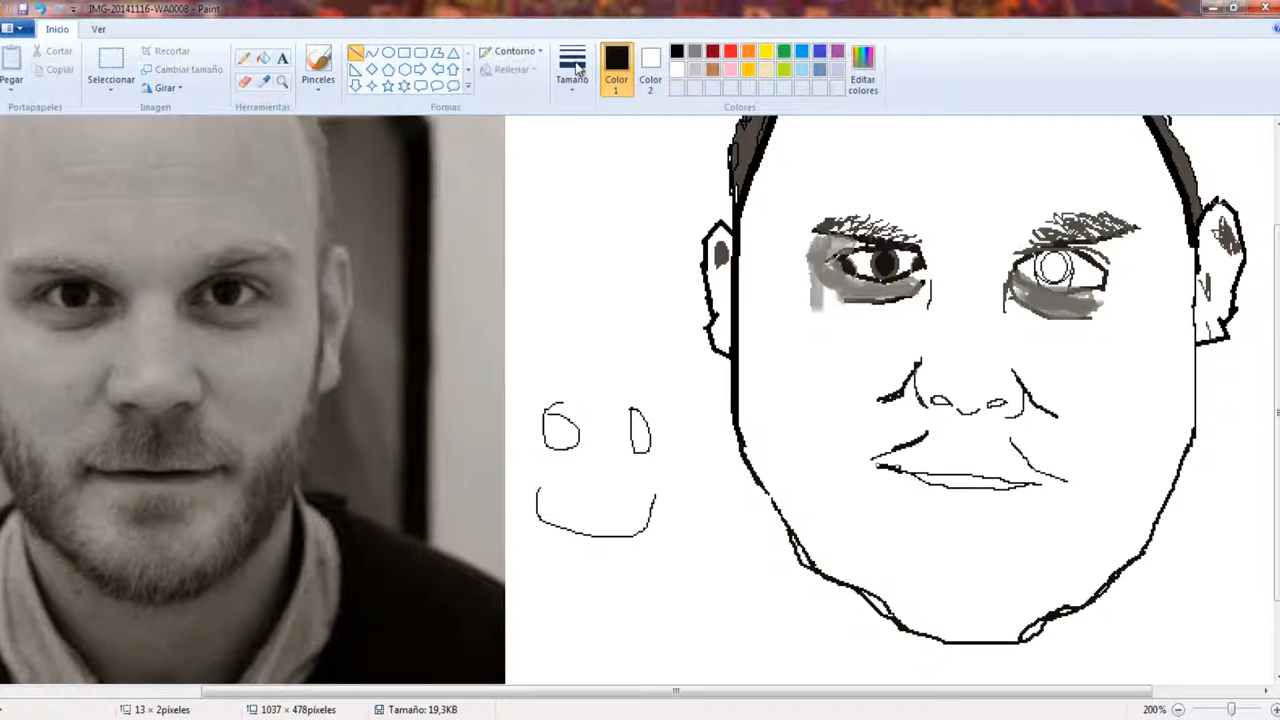 IMG-20141116-WA0008 - Paint
Inicio Ver
Pegar
Cortar
Copiar
Portapapeles
Seleccionar
Recortar
Cambiar tamaño
Girar
Imagen
A
Herramientas
Pinceles
Contorno
Rellenar
Formas
Tamaño
Color
1
Color
2
Editar
colores
Colores
13 × 2píxeles
1037 × 478píxeles
Tamaño: 19,3KB
200%